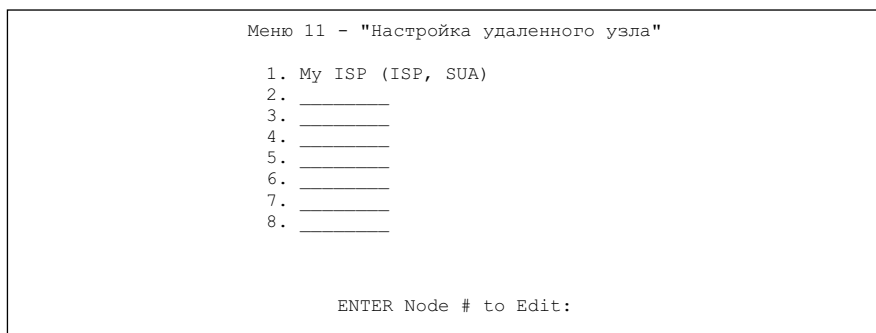 Меню 11 - "Настройка удаленного узла"
1. My ISP (ISP, SUA)
2. ________
3. ________
4. ________
5. ________
6. ________
7. ________
8. ________
ENTER Node # to Edit: